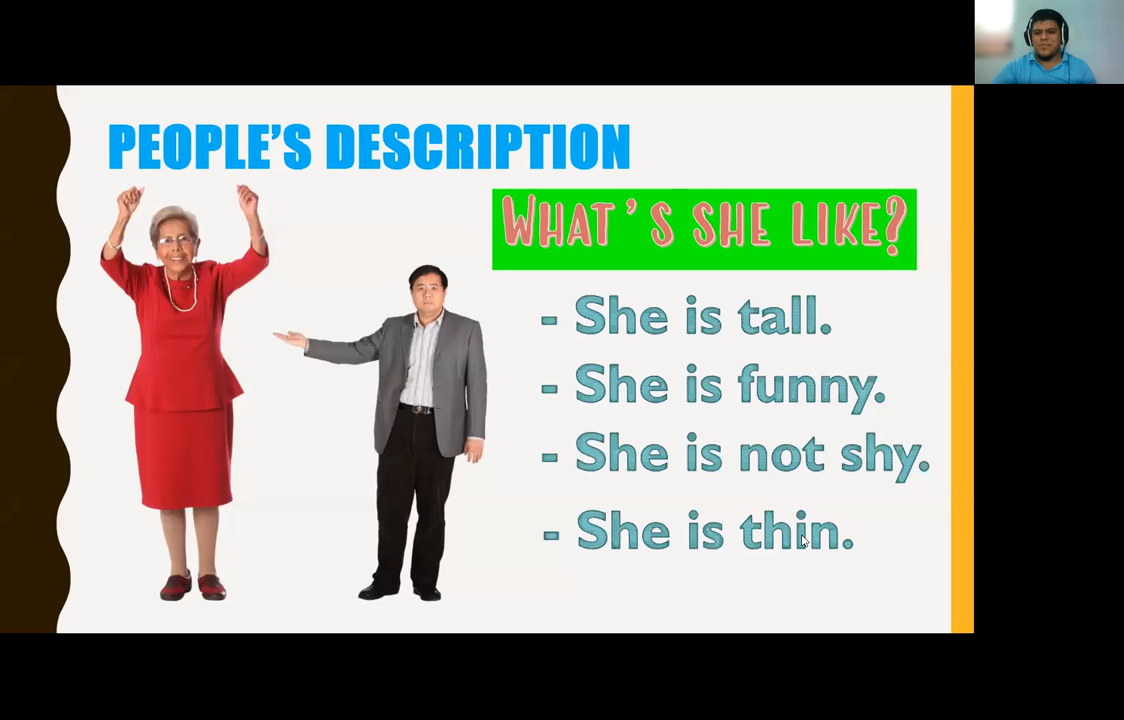 PEOPLE'S DESCRIPTION
WHAT'S SHE LIKE?
- She is tall.
- She is funny.
- She is not shy.
- She is thin.